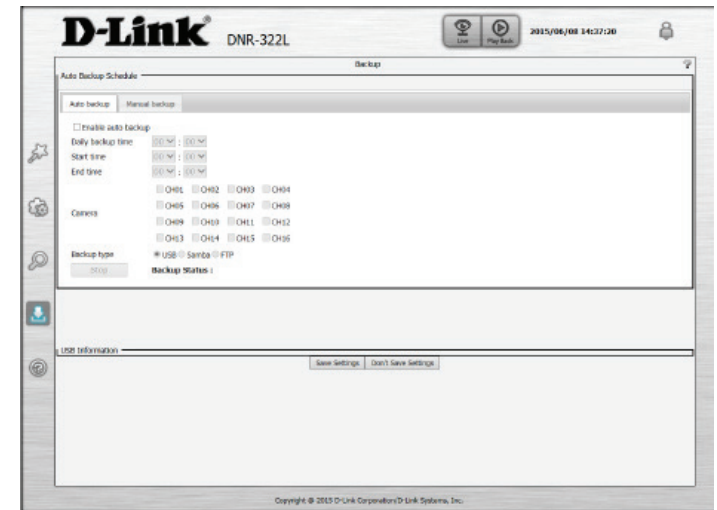 D-Link®
DNR-322L
Live
Play Back
2015/06/08 14:37:20
Backup
?
Auto Backup Schedule
Auto backup
Manual backup
Enable auto backup
Daily backup time 00 : 00
Start time 00 : 00
End time 00 : 00
Camera
CH01 CH02 CH03 CH04
CH05 CH06 CH07 CH08
CH09 CH10 CH11 CH12
CH13 CH14 CH15 CH16
Backup type USB Samba FTP
Stop
Backup Status :
USB Information
Save Settings Don't Save Settings
Copyright © 2015 D-Link Corporation/D-Link Systems, Inc.